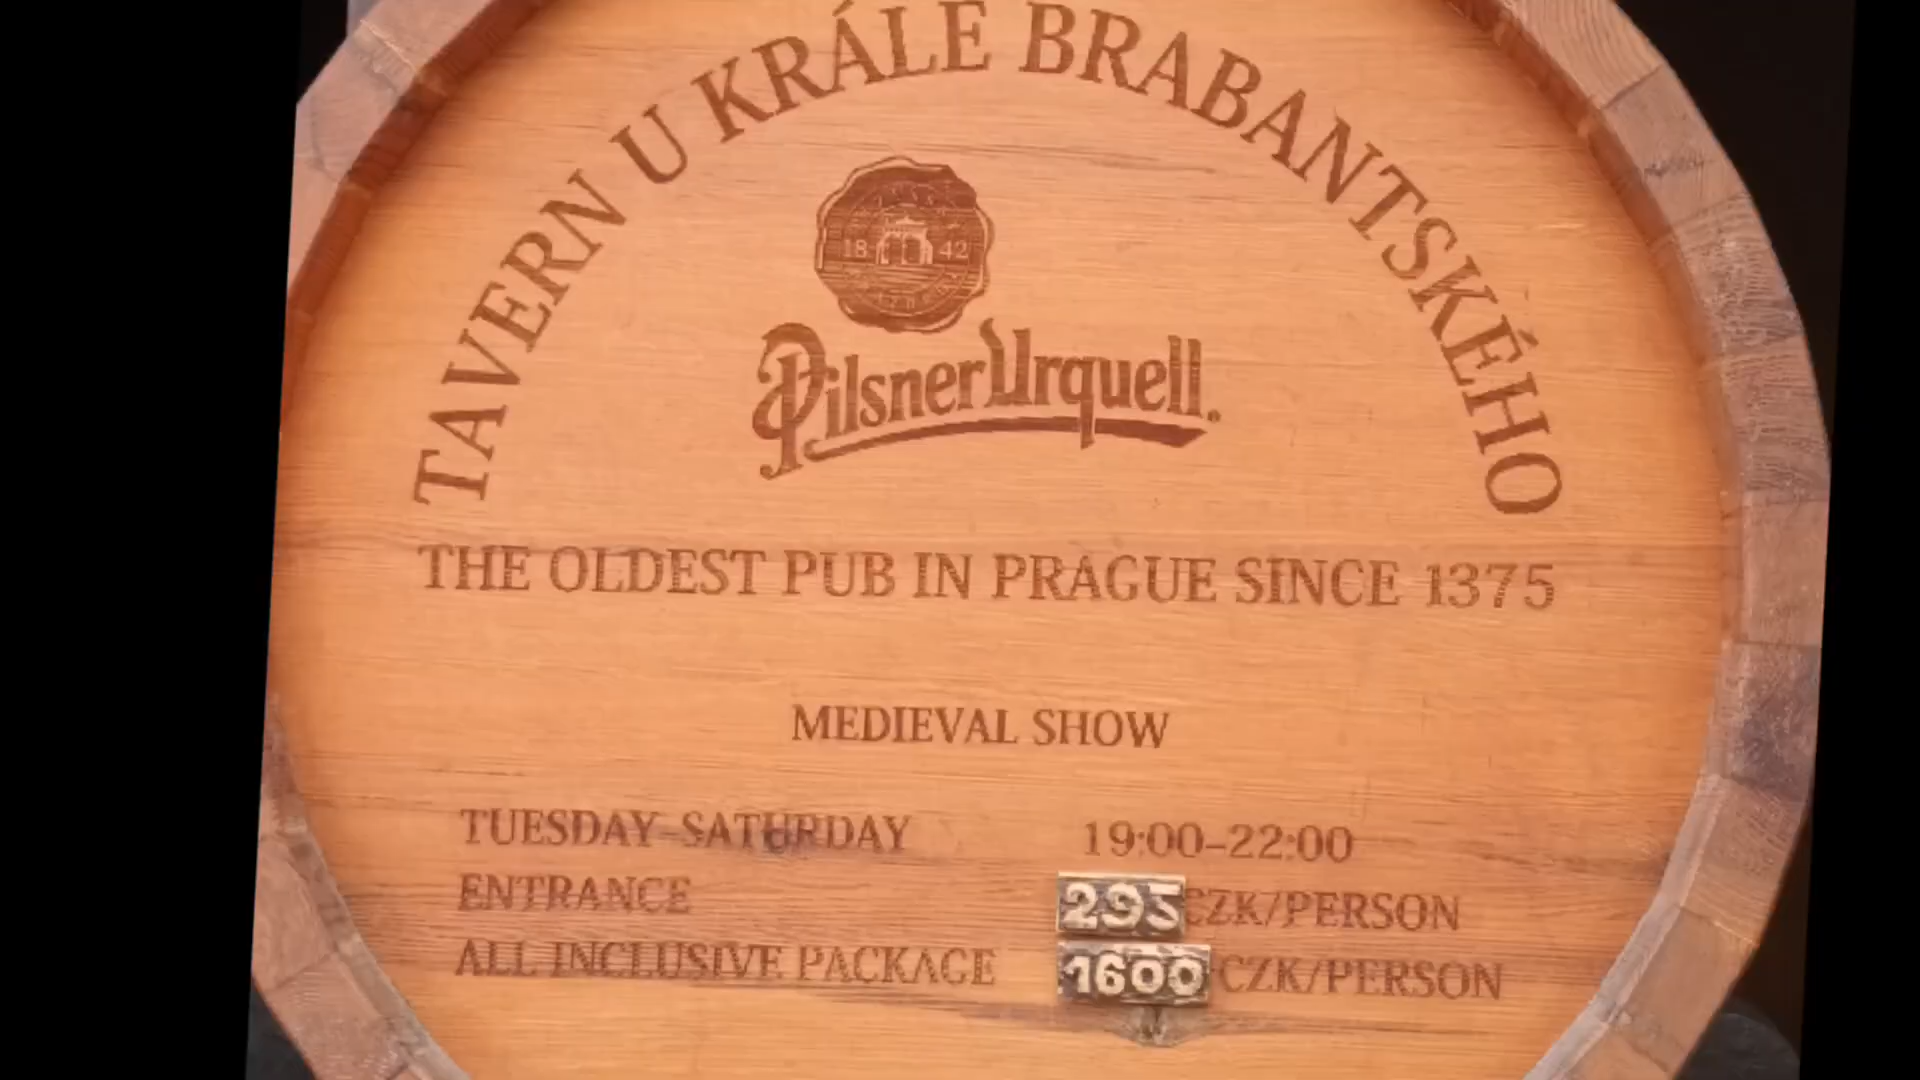 TAVERN U KRÁLE BRABANTSKÉHO
18 42
Pilsner Urquell.
THE OLDEST PUB IN PRAGUE SINCE 1375
MEDIEVAL SHOW
TUESDAY-SATURDAY 19:00-22:00
ENTRANCE 295 CZK/PERSON
ALL INCLUSIVE PACKAGE 1600 CZK/PERSON